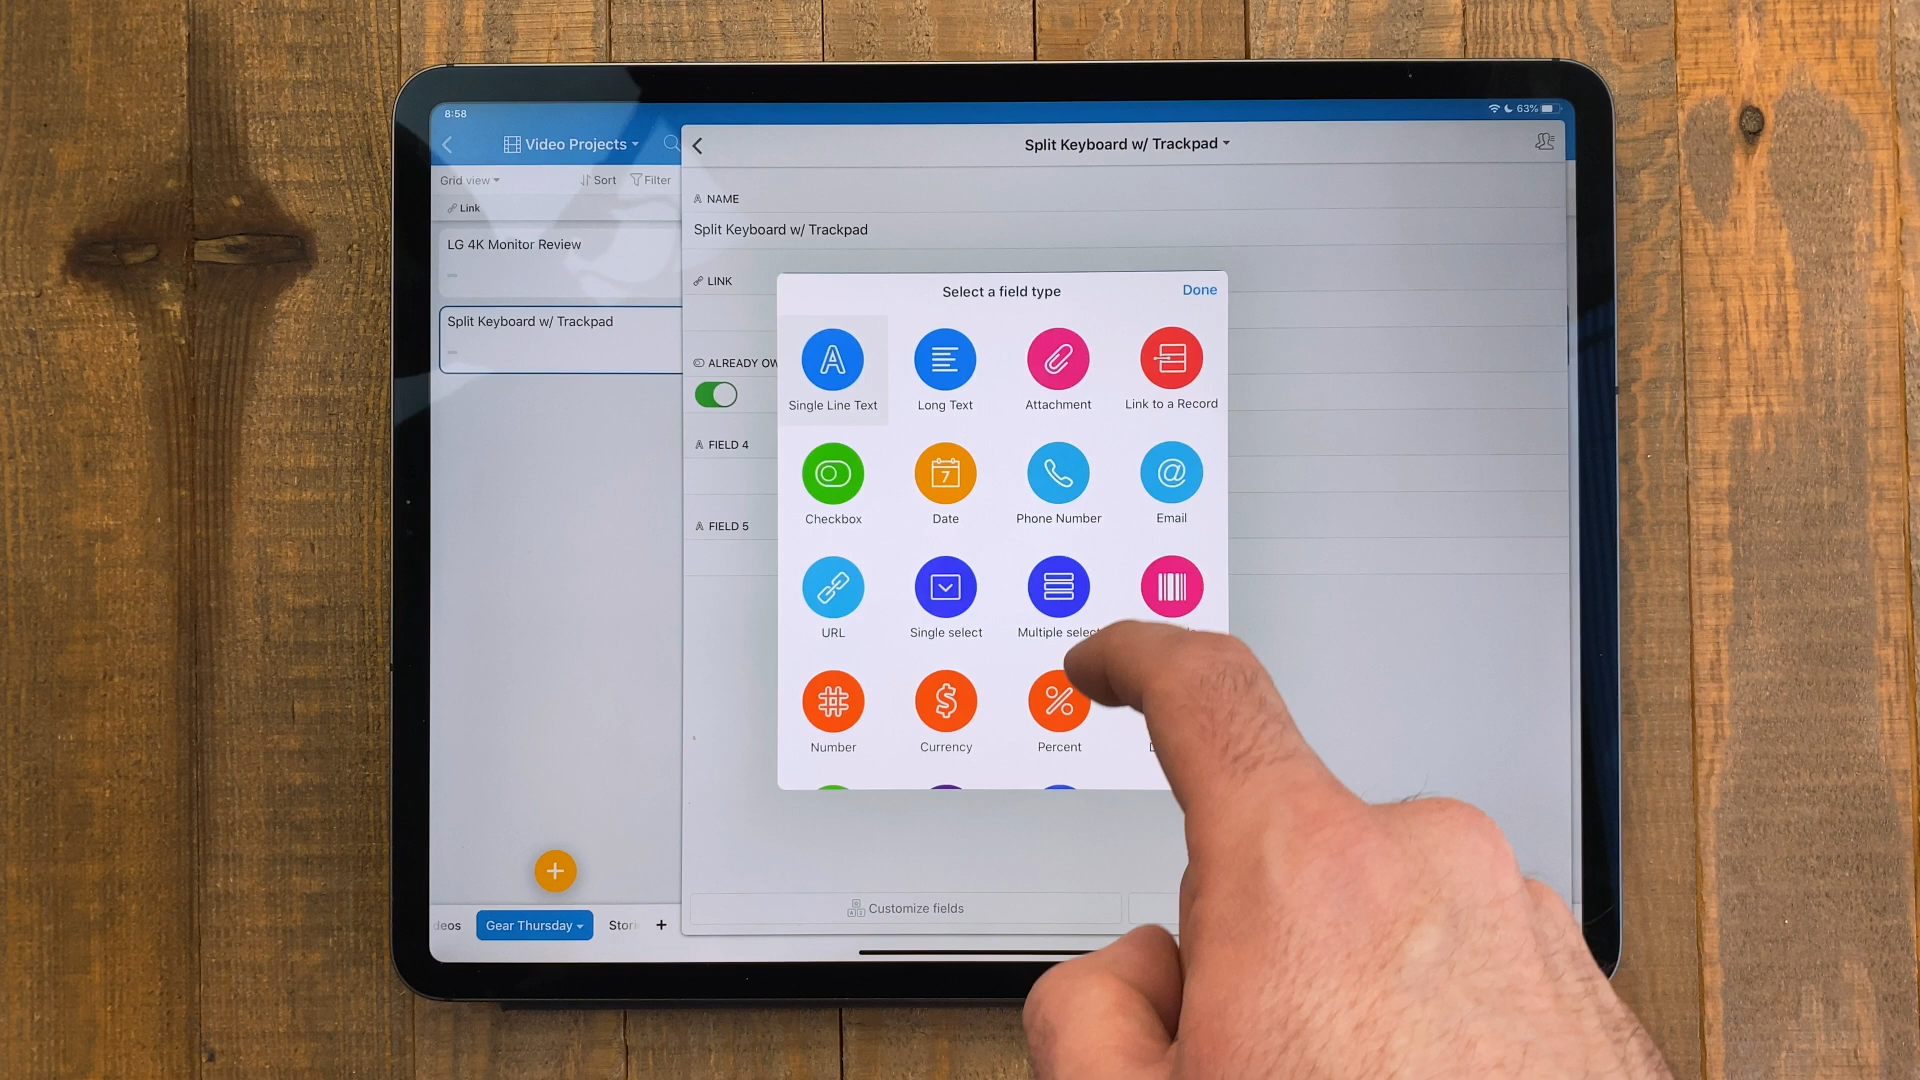 8:58
63%
Video Projects
Split Keyboard w/ Trackpad
Grid view
Sort
Filter
Link
LG 4K Monitor Review
Split Keyboard w/ Trackpad
NAME
Split Keyboard w/ Trackpad
LINK
ALREADY OW
FIELD 4
FIELD 5
Select a field type
Done
Single Line Text
Long Text
Attachment
Link to a Record
Checkbox
7
Date
Phone Number
@
Email
URL
Single select
Multiple select
Number
Currency
Percent
Customize fields
deos
Gear Thursday
Stori